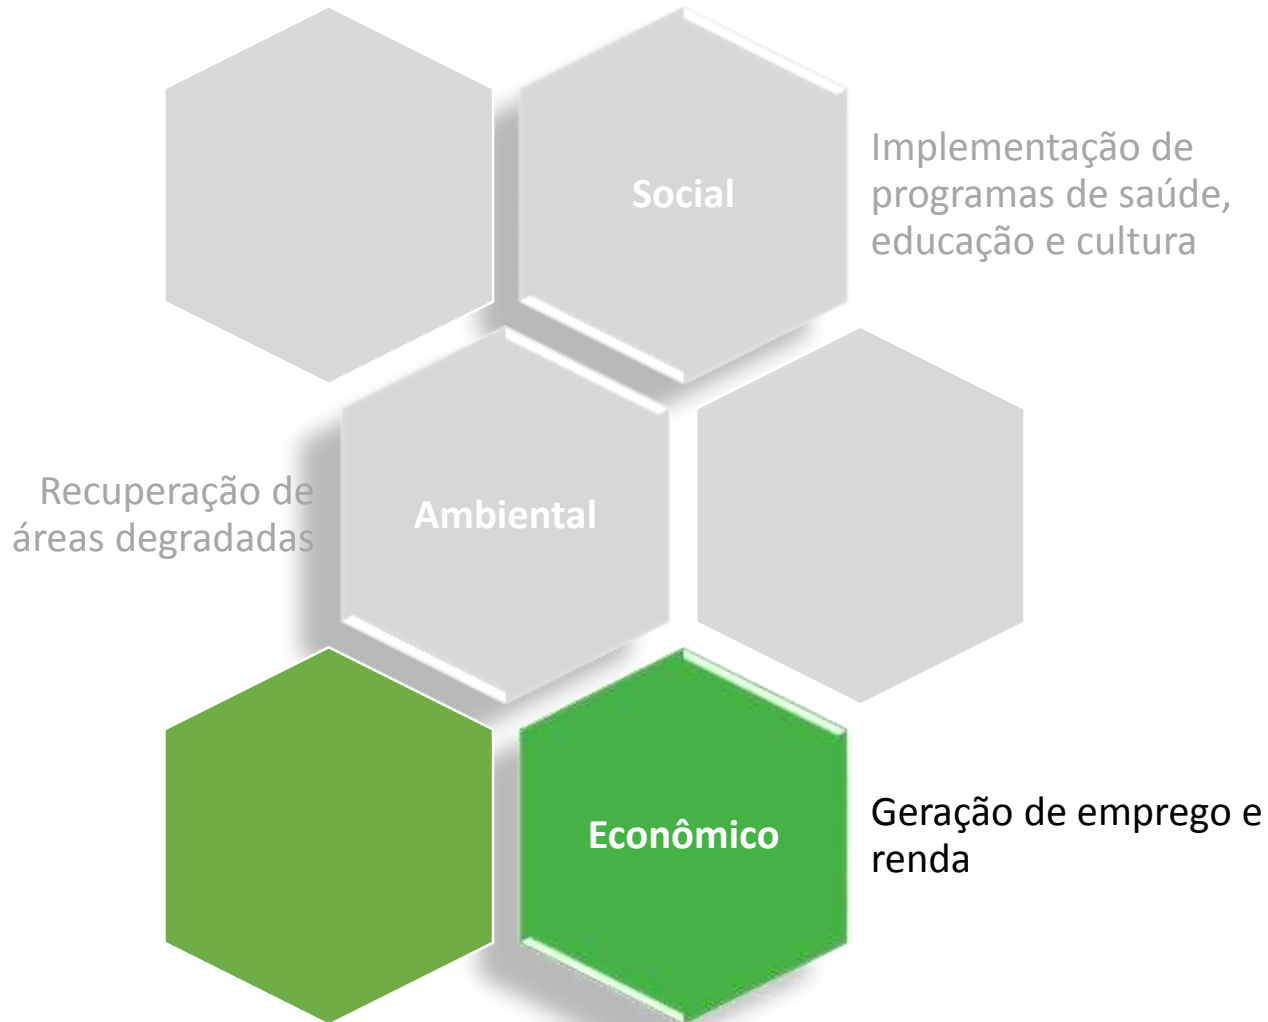 Social
Implementação de
programas de saúde,
educação e cultura
Recuperação de
áreas degradadas
Ambiental
Econômico
Geração de emprego e
renda